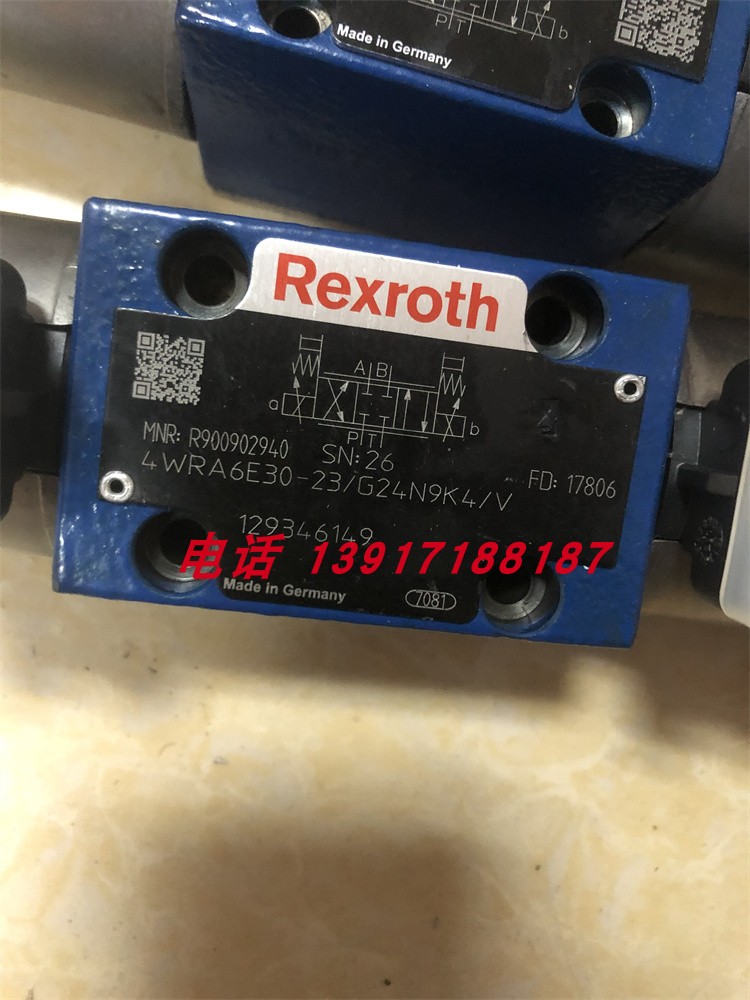 P T b
Made in Germany
Rexroth
A B
a b
P T
MNR: R900902940 SN: 26
FD: 17806
4WRA6E30-23/G24N9K4/V
129346149
电话 13917188187
Made in Germany
7081